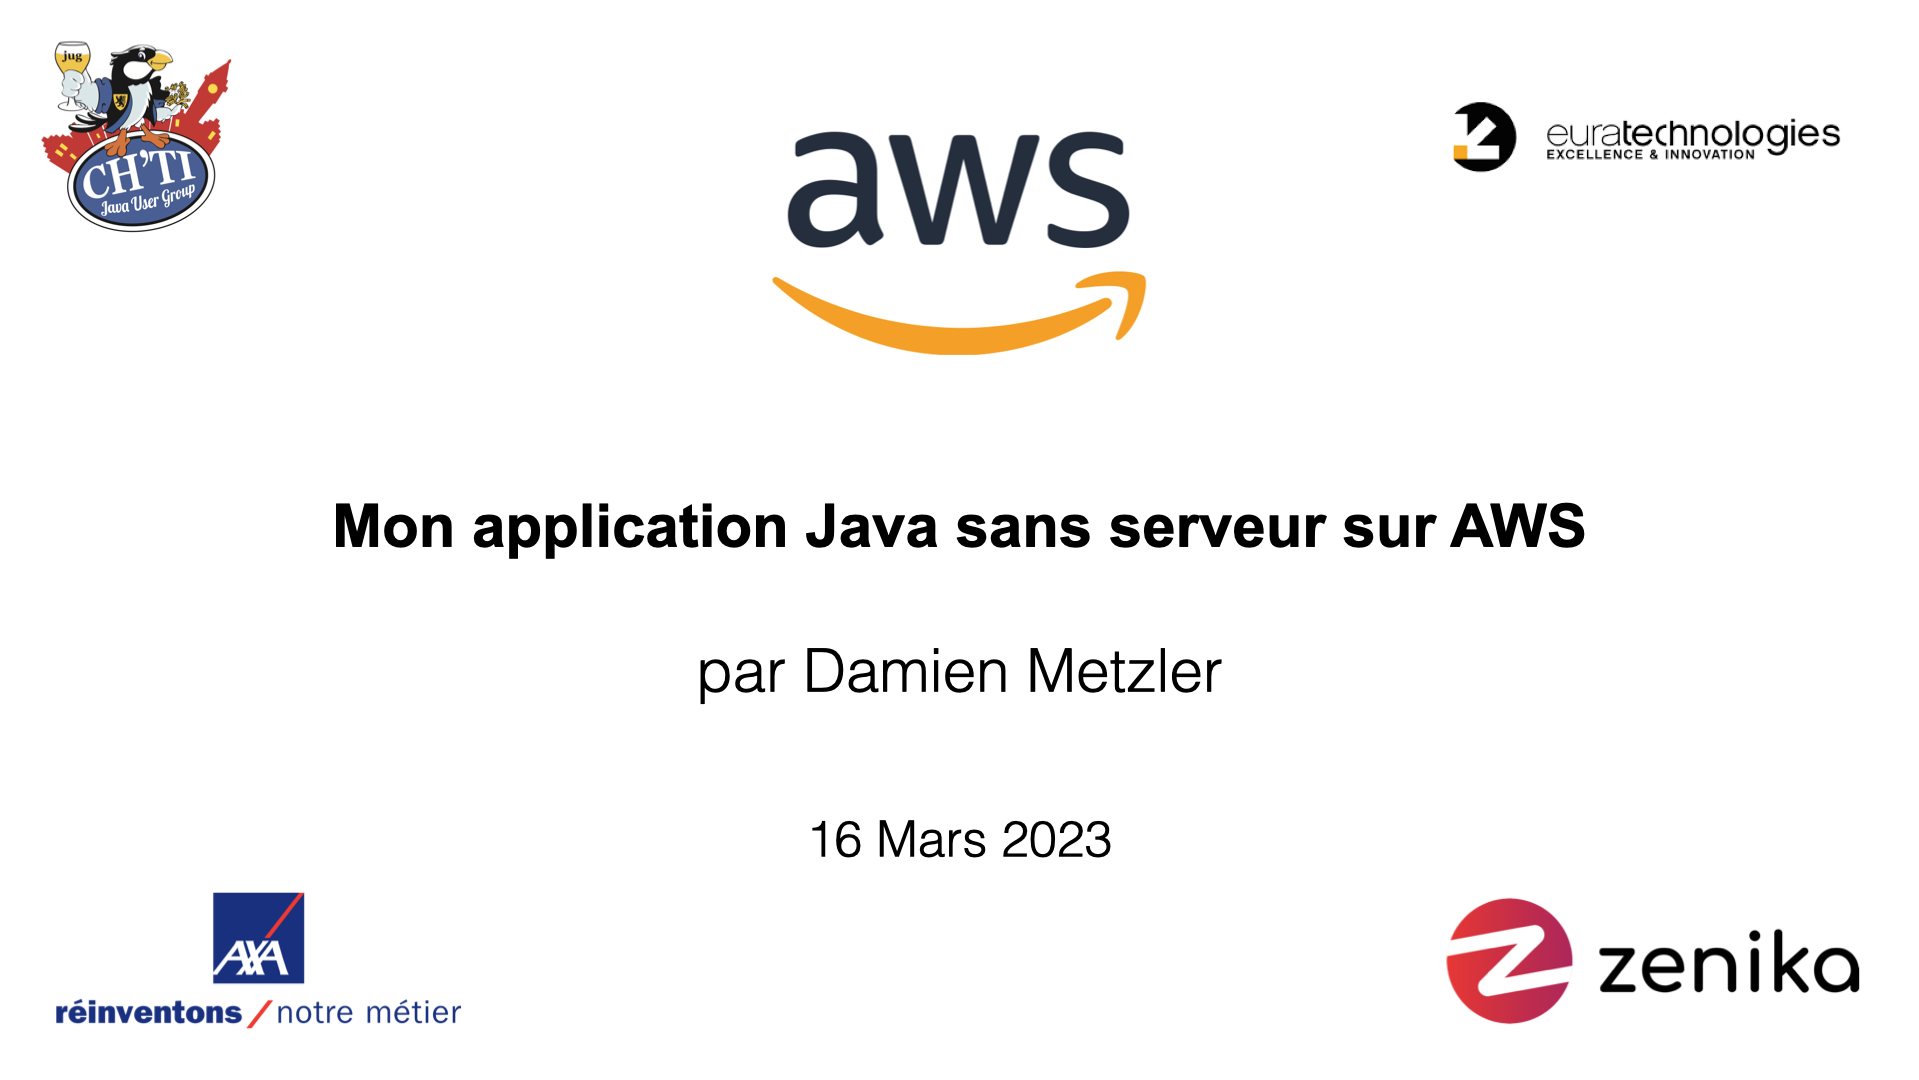 jug
CH'TI
Java User Group
aws
euratechnologies
EXCELLENCE & INNOVATION
Mon application Java sans serveur sur AWS
par Damien Metzler
16 Mars 2023
AXA
réinventons / notre métier
zenika